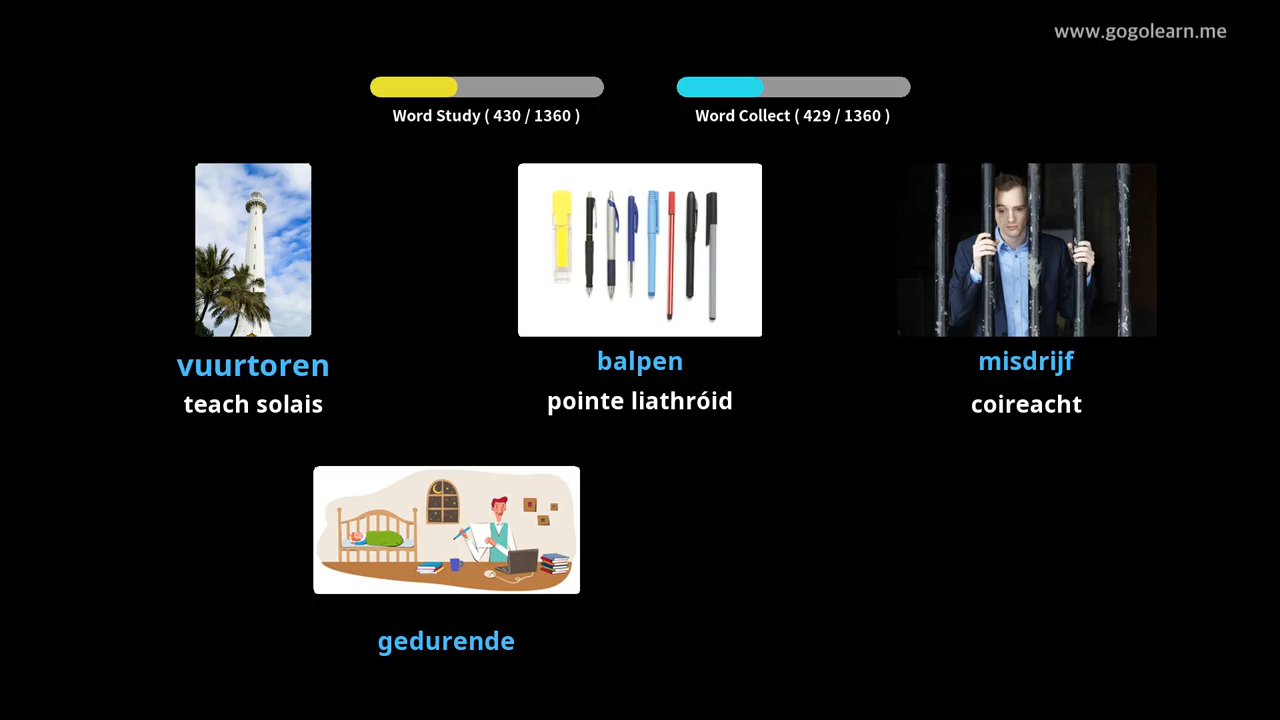 www.gogolearn.me
Word Study ( 430 / 1360 )
Word Collect ( 429 / 1360 )
vuurtoren
teach solais
balpen
pointe liathróid
misdrijf
coireacht
gedurende